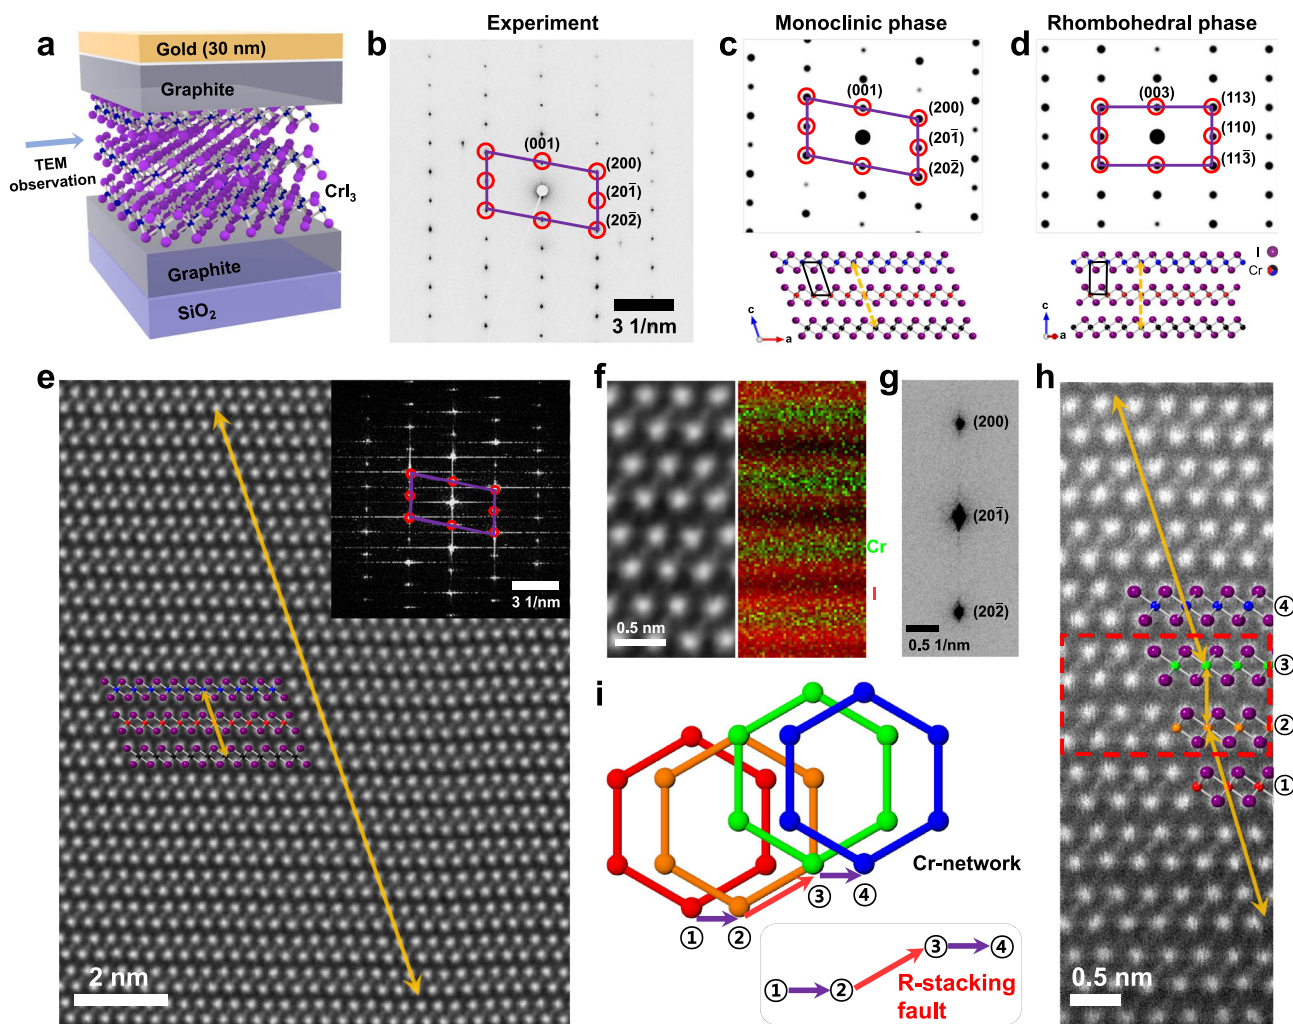 Experiment
Monoclinic phase
Rhombohedral phase
a
Gold (30 nm)
Graphite
TEM
observation
CrI₃
Graphite
SiO₂
b
(001)
(200)
(201̄)
(202̄)
3 1/nm
c
(001)
(200)
(201̄)
(202̄)
c
a
d
(003)
(113)
(110)
(113̄)
I
Cr
c
a
e
3 1/nm
2 nm
f
Cr
I
0.5 nm
g
(200)
(201̄)
(202̄)
0.5 1/nm
h
④
③
②
①
0.5 nm
i
Cr-network
① ② ③ ④
① ② ③ ④
R-stacking
fault